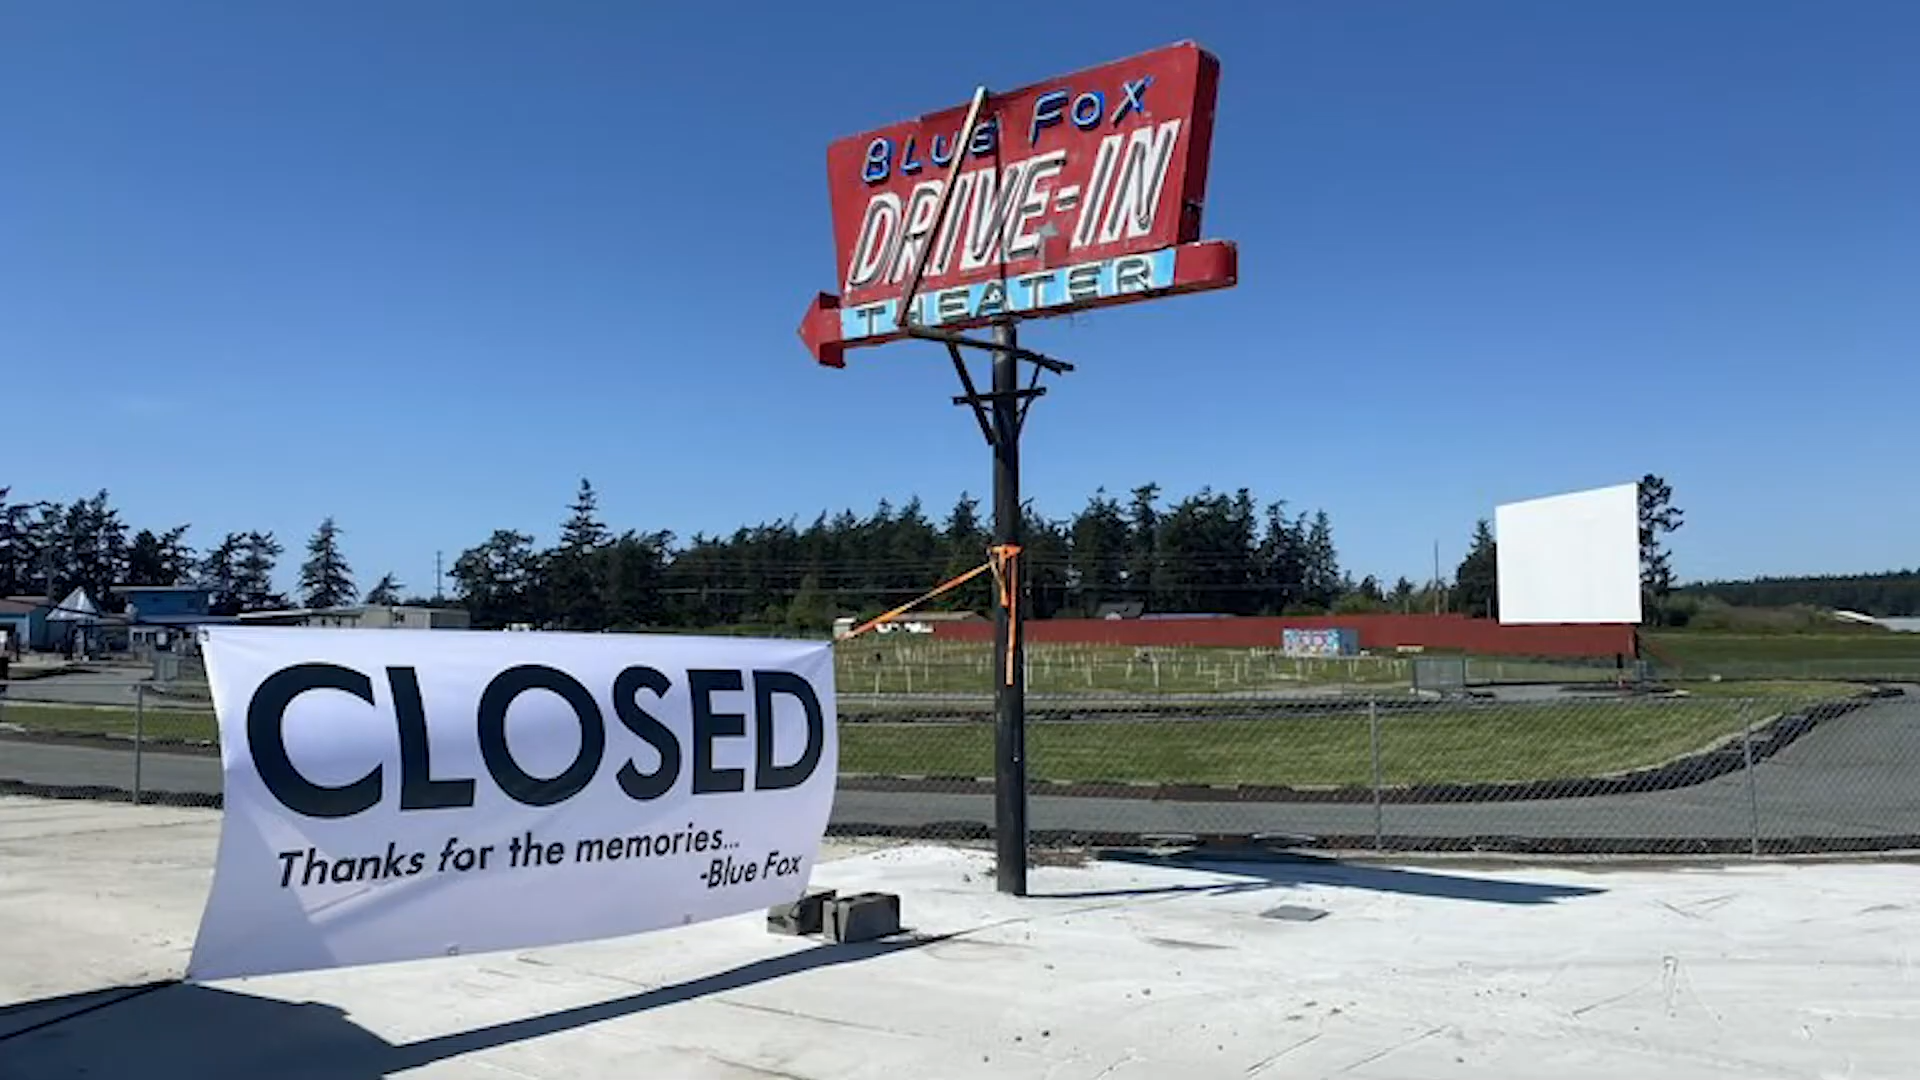 BLUE FOX
DRIVE-IN
THEATER
CLOSED
Thanks for the memories...
-Blue Fox